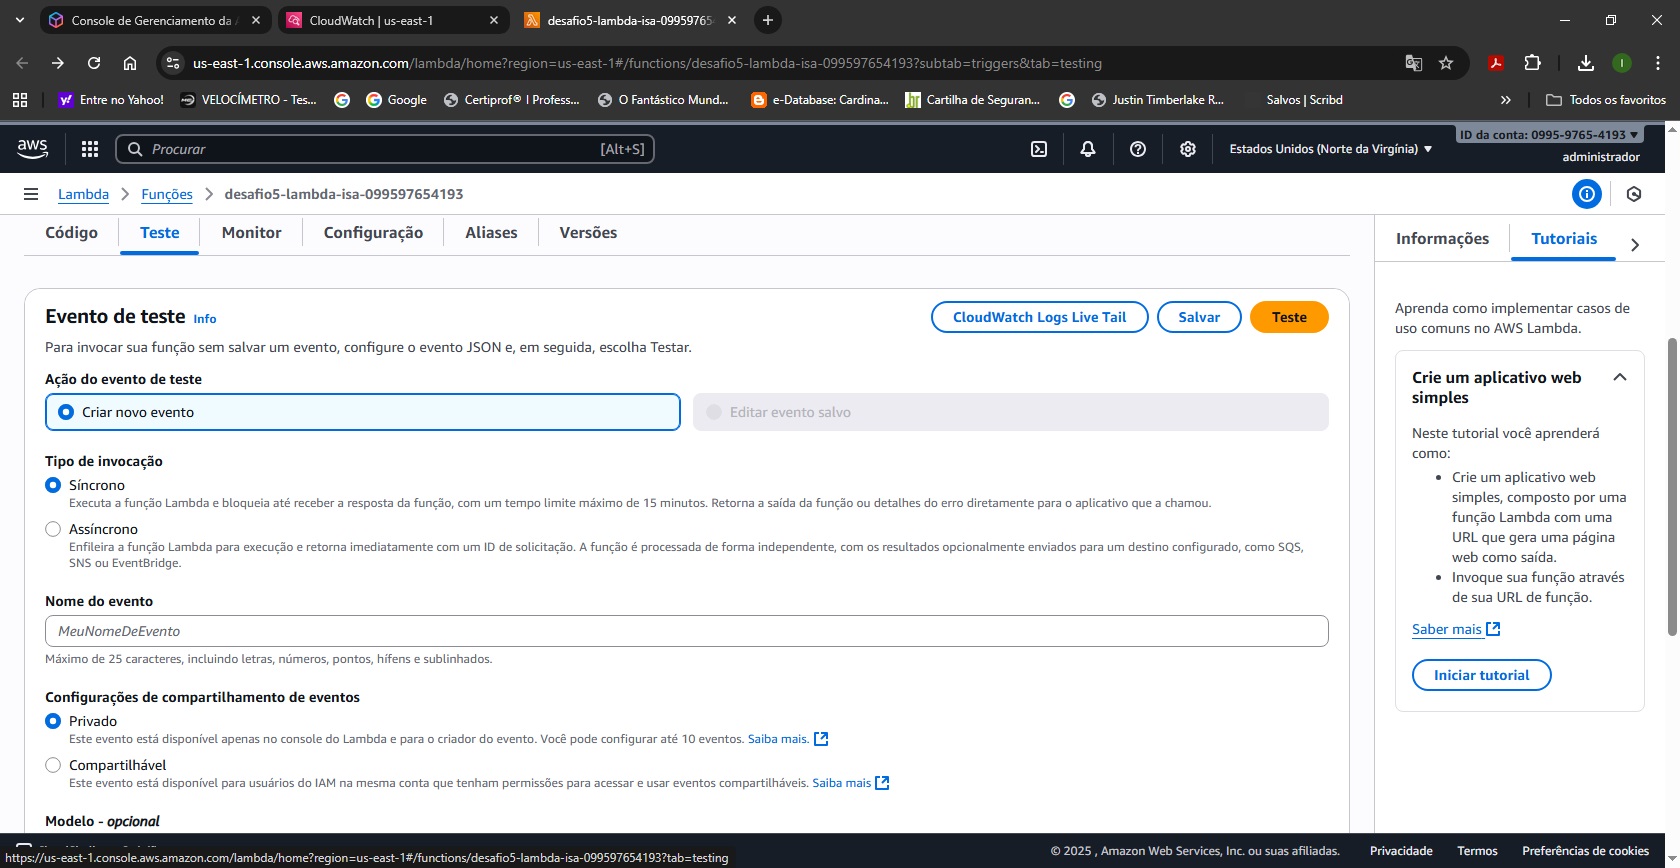 Console de Gerenciamento da A
CloudWatch | us-east-1
desafio5-lambda-isa-09959765
us-east-1.console.aws.amazon.com/lambda/home?region=us-east-1#/functions/desafio5-lambda-isa-099597654193?subtab=triggers&tab=testing
I
Entre no Yahoo!
VELOCÍMETRO - Tes...
Google
Certiprof® I Profess...
O Fantástico Mund...
e-Database: Cardina...
Cartilha de Seguran...
Justin Timberlake R...
Salvos | Scribd
Todos os favoritos
aws
Procurar
[Alt+S]
Estados Unidos (Norte da Virgínia)
ID da conta: 0995-9765-4193
administrador
Lambda
Funções
desafio5-lambda-isa-099597654193
Código
Teste
Monitor
Configuração
Aliases
Versões
Informações
Tutoriais
Evento de teste Info
CloudWatch Logs Live Tail
Salvar
Teste
Para invocar sua função sem salvar um evento, configure o evento JSON e, em seguida, escolha Testar.
Ação do evento de teste
Criar novo evento
Editar evento salvo
Tipo de invocação
Síncrono
Executa a função Lambda e bloqueia até receber a resposta da função, com um tempo limite máximo de 15 minutos. Retorna a saída da função ou detalhes do erro diretamente para o aplicativo que a chamou.
Assíncrono
Enfileira a função Lambda para execução e retorna imediatamente com um ID de solicitação. A função é processada de forma independente, com os resultados opcionalmente enviados para um destino configurado, como SQS,
SNS ou EventBridge.
Nome do evento
MeuNomeDeEvento
Máximo de 25 caracteres, incluindo letras, números, pontos, hífens e sublinhados.
Configurações de compartilhamento de eventos
Privado
Este evento está disponível apenas no console do Lambda e para o criador do evento. Você pode configurar até 10 eventos. Saiba mais.
Compartilhável
Este evento está disponível para usuários do IAM na mesma conta que tenham permissões para acessar e usar eventos compartilháveis. Saiba mais
Modelo - opcional
Aprenda como implementar casos de
uso comuns no AWS Lambda.
Crie um aplicativo web
simples
Neste tutorial você aprenderá
como:
Crie um aplicativo web
simples, composto por uma
função Lambda com uma
URL que gera uma página
web como saída.
Invoque sua função através
de sua URL de função.
Saber mais
Iniciar tutorial
https://us-east-1.console.aws.amazon.com/lambda/home?region=us-east-1#/functions/desafio5-lambda-isa-099597654193?tab=testing
© 2025 , Amazon Web Services, Inc. ou suas afiliadas.
Privacidade
Termos
Preferências de cookies